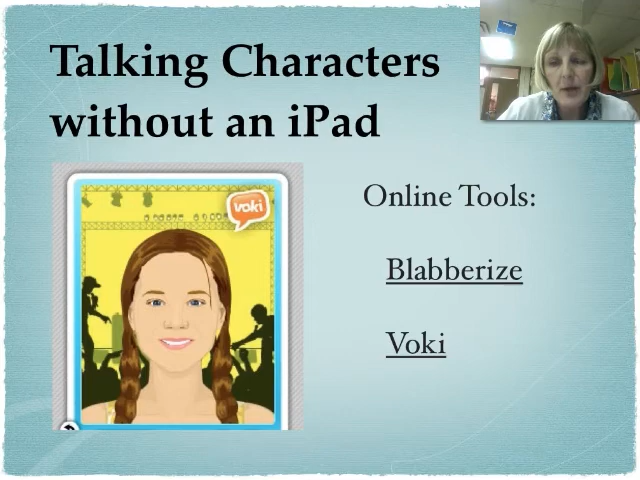 Talking Characters
without an iPad
voki
Online Tools:
Blabberize
Voki